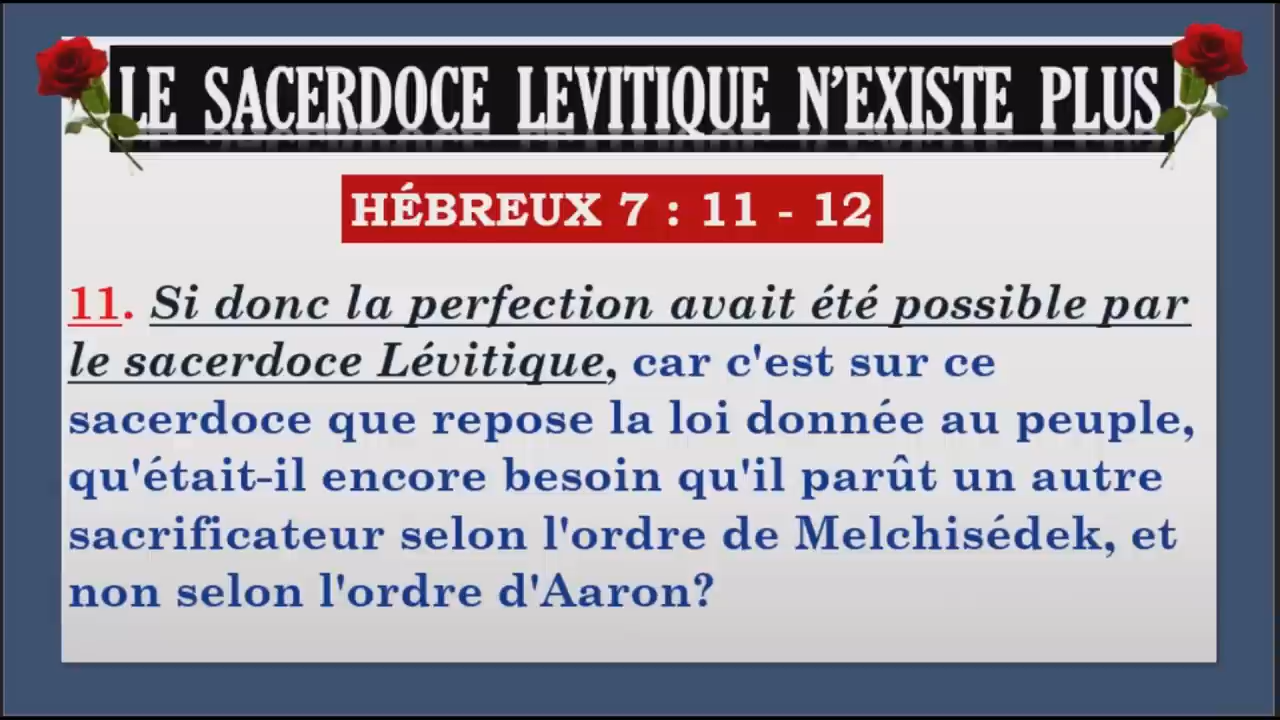 LE SACERDOCE LEVITIQUE N'EXISTE PLUS
HÉBREUX 7 : 11 - 12
11. Si donc la perfection avait été possible par
le sacerdoce Lévitique, car c'est sur ce
sacerdoce que repose la loi donnée au peuple,
qu'était-il encore besoin qu'il parût un autre
sacrificateur selon l'ordre de Melchisédek, et
non selon l'ordre d'Aaron?